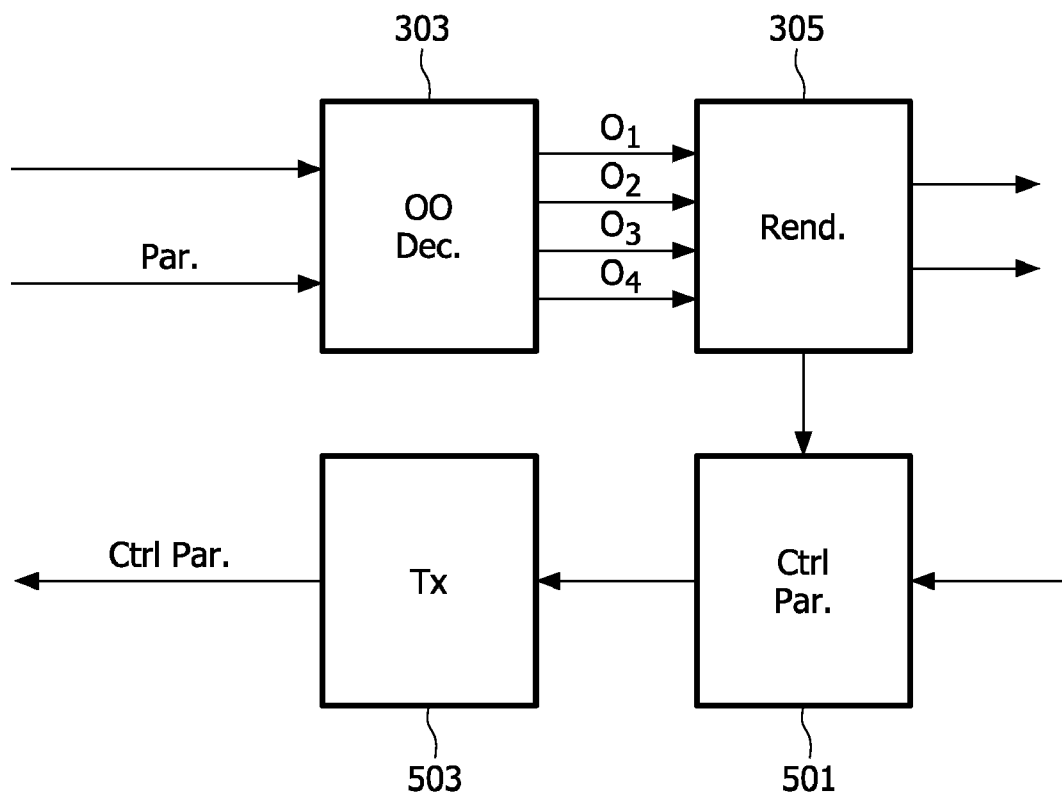 303
305
O1
O2
O3
O4
OO
Dec.
Rend.
Par.
Ctrl Par.
Tx
Ctrl
Par.
503
501